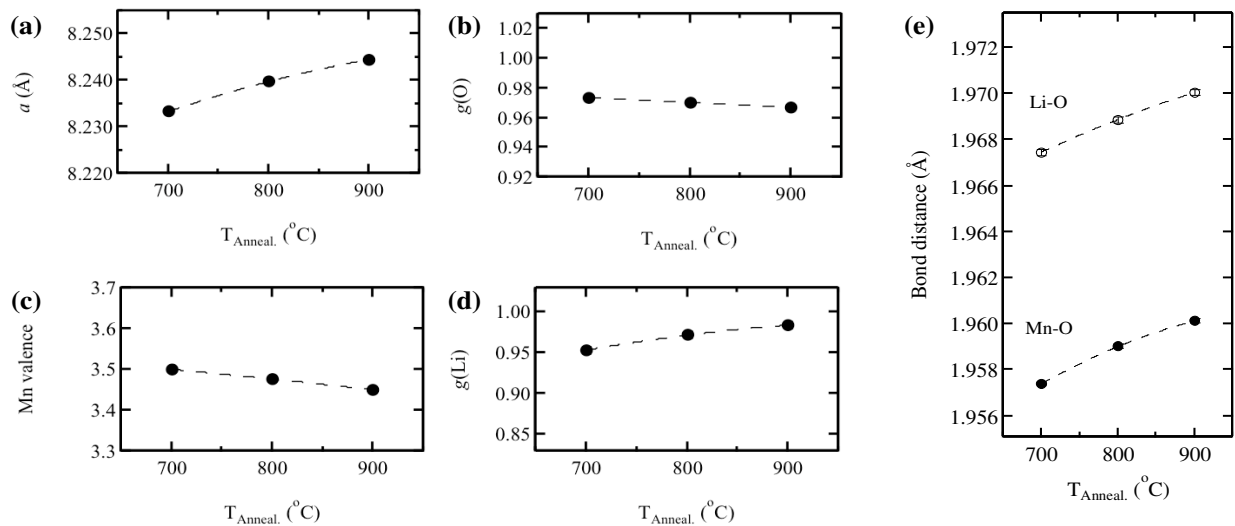 (a)
8.250
8.240
8.230
8.220
a (Å)
700 800 900
T_Anneal. (°C)
(b)
1.02
1.00
0.98
0.96
0.94
0.92
g(O)
700 800 900
T_Anneal. (°C)
(c)
3.7
3.6
3.5
3.4
3.3
Mn valence
700 800 900
T_Anneal. (°C)
(d)
1.00
0.95
0.90
0.85
g(Li)
700 800 900
T_Anneal. (°C)
(e)
1.972
1.970
1.968
1.966
1.964
1.962
1.960
1.958
1.956
Bond distance (Å)
Li-O
Mn-O
700 800 900
T_Anneal. (°C)